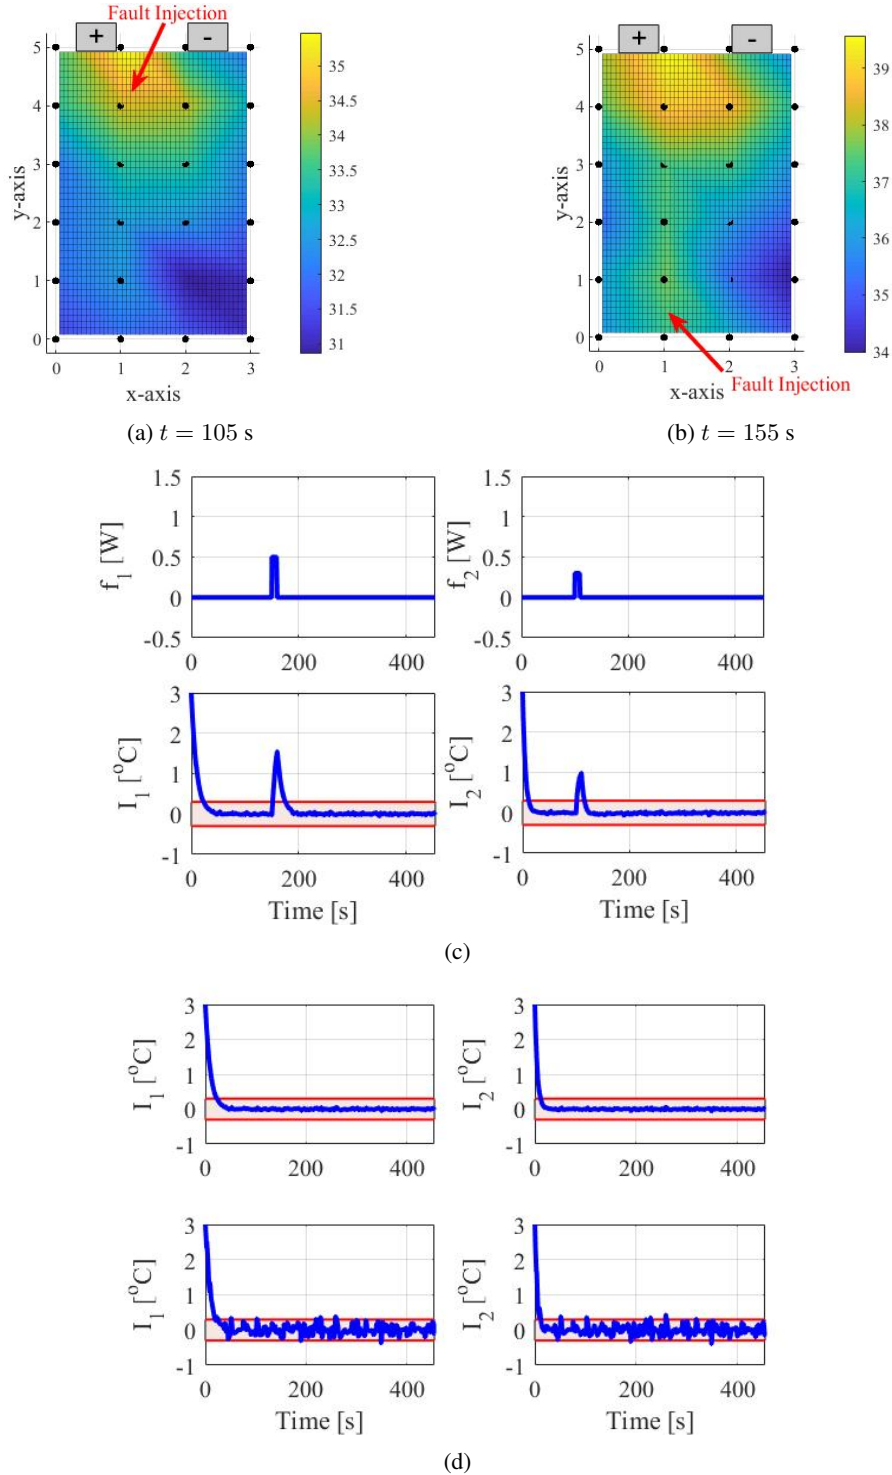 Fault Injection
+ -
5
4
3
2
1
0
y-axis
0 1 2 3
x-axis
35
34.5
34
33.5
33
32.5
32
31.5
31
(a) t = 105 s
+ -
5
4
3
2
1
0
y-axis
0 1 2 3
x-axis
Fault Injection
39
38
37
36
35
34
(b) t = 155 s
f1 [W]
1.5
1
0.5
0
-0.5
0 200 400
f2 [W]
1.5
1
0.5
0
-0.5
0 200 400
I1 [oC]
3
2
1
0
-1
0 200 400
Time [s]
I2 [oC]
3
2
1
0
-1
0 200 400
Time [s]
(c)
I1 [oC]
3
2
1
0
-1
0 200 400
I2 [oC]
3
2
1
0
-1
0 200 400
I1 [oC]
3
2
1
0
-1
0 200 400
Time [s]
I2 [oC]
3
2
1
0
-1
0 200 400
Time [s]
(d)